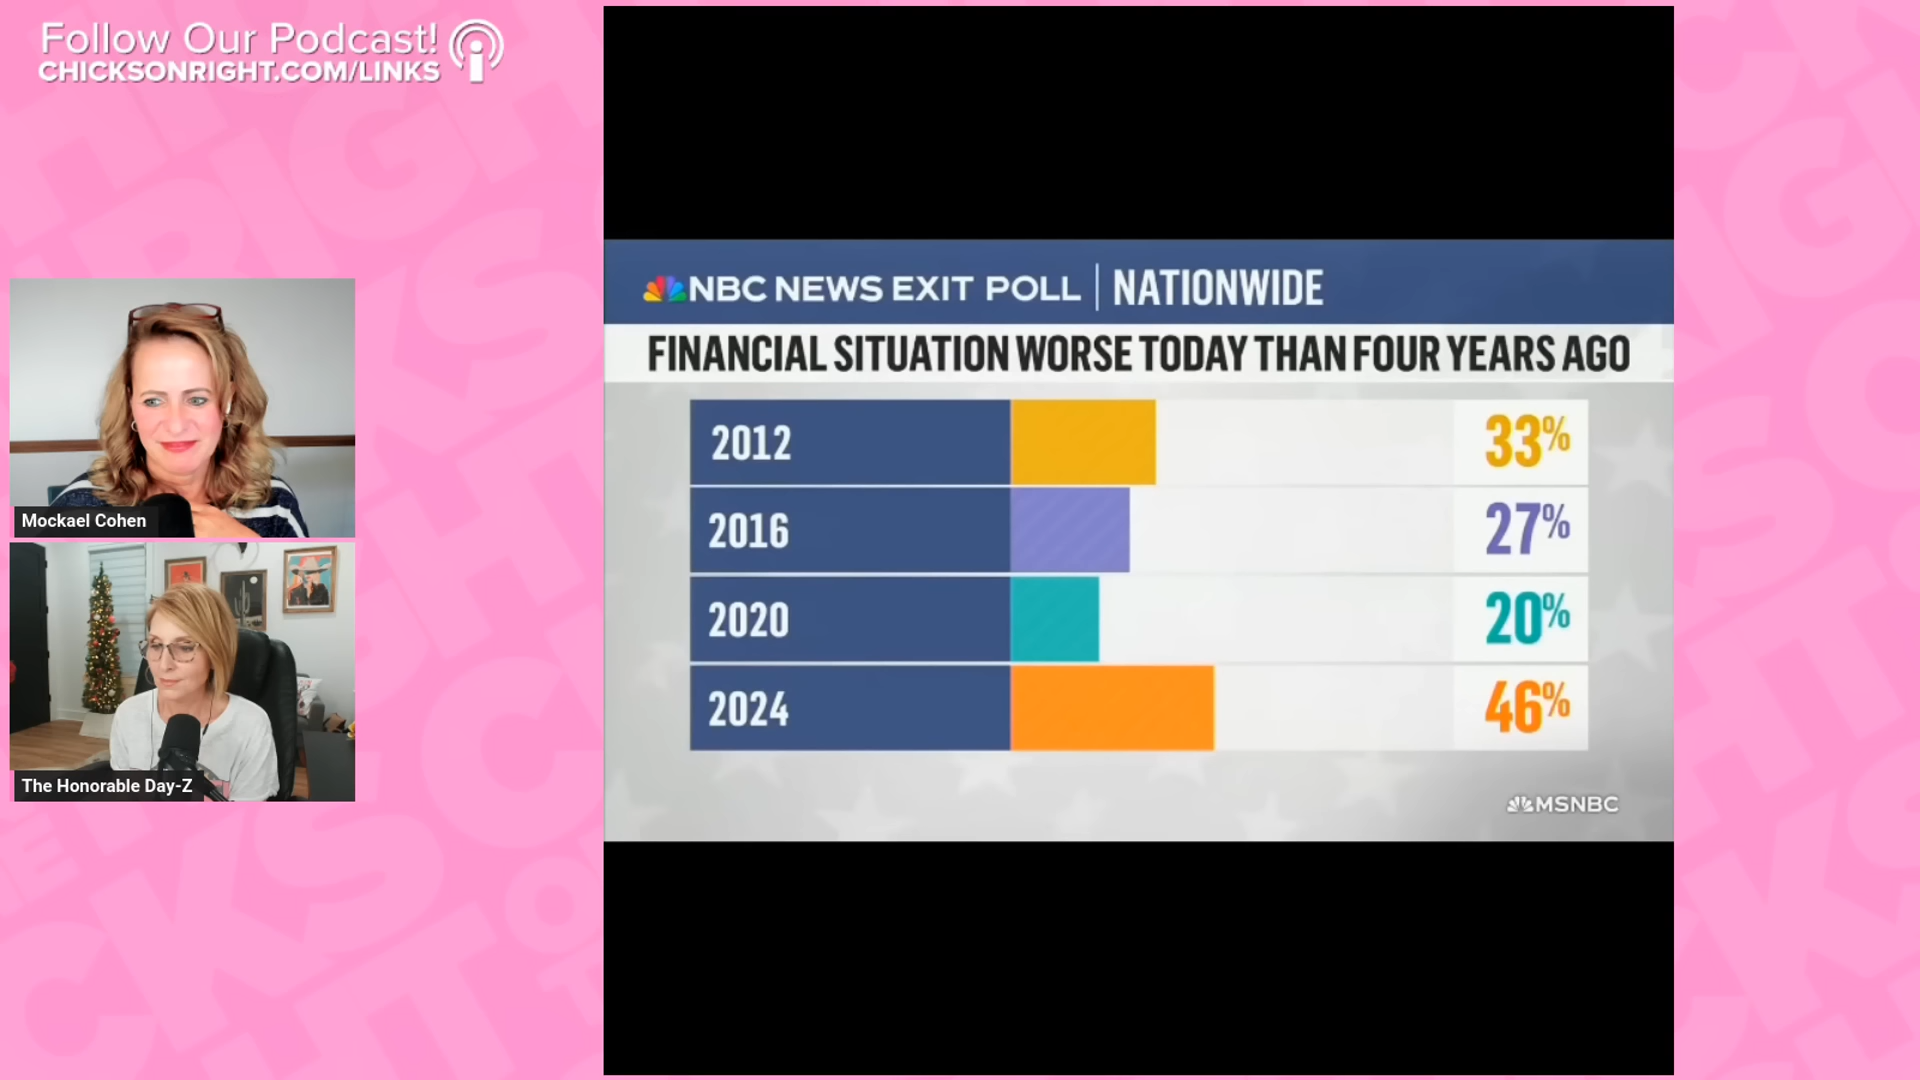 Follow Our Podcast!
CHICKSONRIGHT.COM/LINKS
Mockael Cohen
The Honorable Day-Z
NBC NEWS EXIT POLL | NATIONWIDE
FINANCIAL SITUATION WORSE TODAY THAN FOUR YEARS AGO
2012 33%
2016 27%
2020 20%
2024 46%
MSNBC